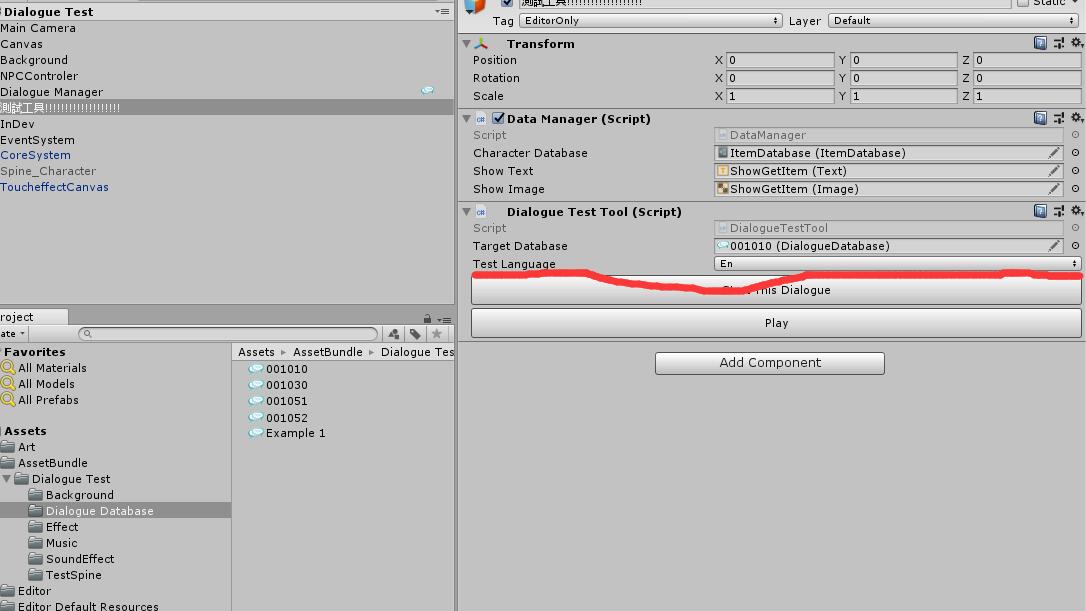 Dialogue Test
Main Camera
Canvas
Background
NPCControler
Dialogue Manager
測試工具!!!!!!!!!!!!!!!!!!!
InDev
EventSystem
CoreSystem
Spine_Character
ToucheffectCanvas
測試工具!!!!!!!!!!!!!!!!!!!
Static
Tag EditorOnly Layer Default
Transform
Position X 0 Y 0 Z 0
Rotation X 0 Y 0 Z 0
Scale X 1 Y 1 Z 1
Data Manager (Script)
Script DataManager
Character Database ItemDatabase (ItemDatabase)
Show Text ShowGetItem (Text)
Show Image ShowGetItem (Image)
Dialogue Test Tool (Script)
Script DialogueTestTool
Target Database 001010 (DialogueDatabase)
Test Language En
This Dialogue
Play
Add Component
roject
ate
Favorites
All Materials
All Models
All Prefabs
Assets
Art
AssetBundle
Dialogue Test
Background
Dialogue Database
Effect
Music
SoundEffect
TestSpine
Editor
Editor Default Resources
Assets ▸ AssetBundle ▸ Dialogue Tes
001010
001030
001051
001052
Example 1